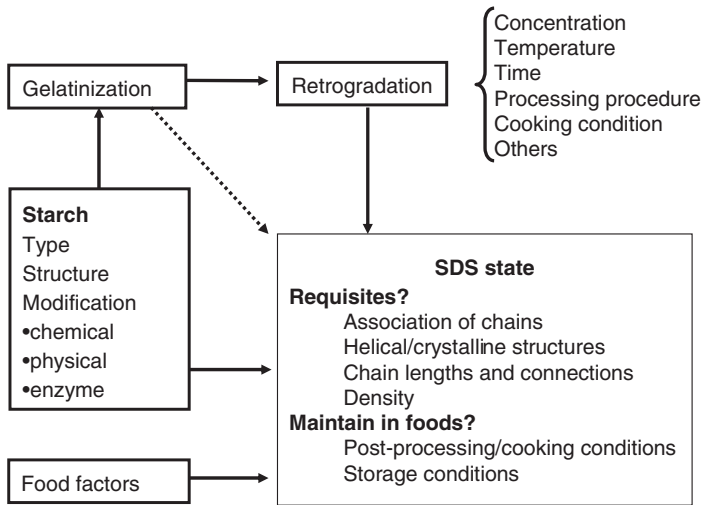 Gelatinization
Retrogradation
Concentration
Temperature
Time
Processing procedure
Cooking condition
Others
Starch
Type
Structure
Modification
•chemical
•physical
•enzyme
Food factors
SDS state
Requisites?
Association of chains
Helical/crystalline structures
Chain lengths and connections
Density
Maintain in foods?
Post-processing/cooking conditions
Storage conditions